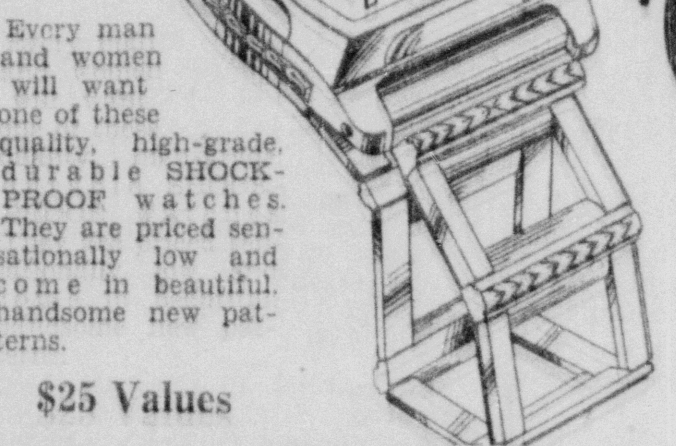 Every man
and women
will want
one of these
quality, high-grade,
durable SHOCK-
PROOF watches.
They are priced sen-
sationally low and
come in beautiful,
handsome new pat-
terns.
$25 Values